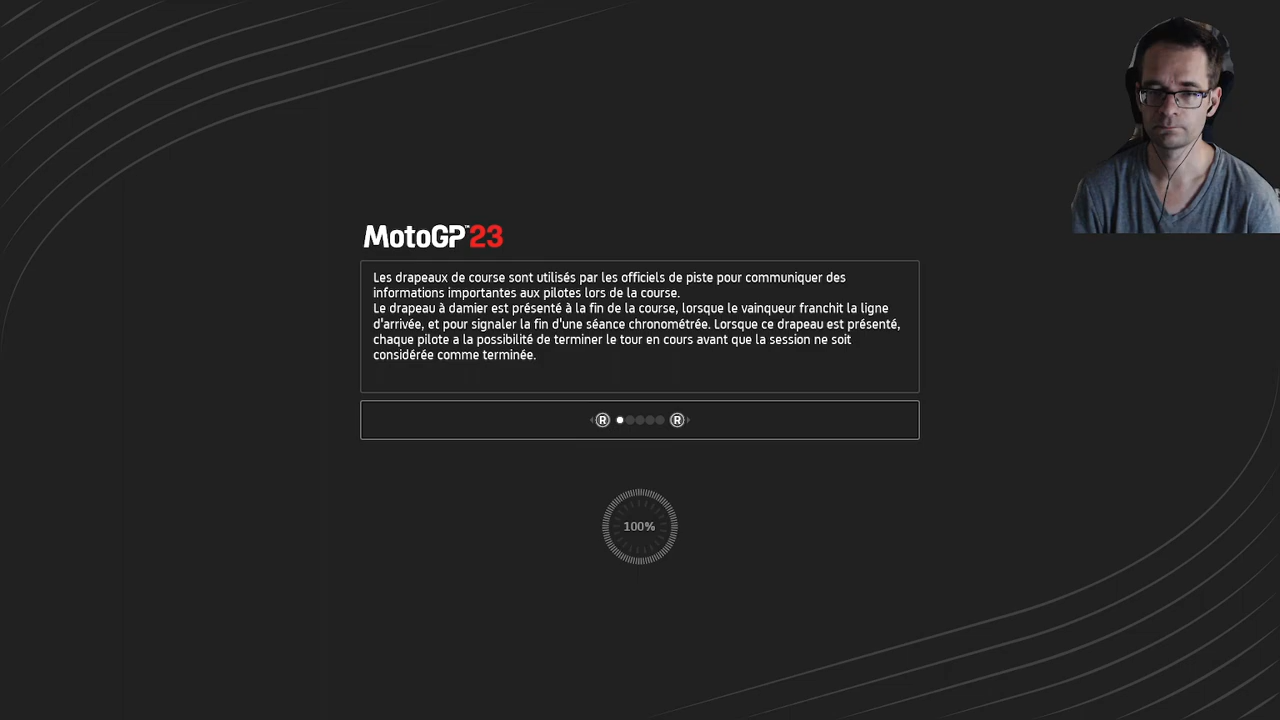 MotoGP™23
Les drapeaux de course sont utilisés par les officiels de piste pour communiquer des
informations importantes aux pilotes lors de la course.
Le drapeau à damier est présenté à la fin de la course, lorsque le vainqueur franchit la ligne
d'arrivée, et pour signaler la fin d'une séance chronométrée. Lorsque ce drapeau est présenté,
chaque pilote a la possibilité de terminer le tour en cours avant que la session ne soit
considérée comme terminée.
R R
100%